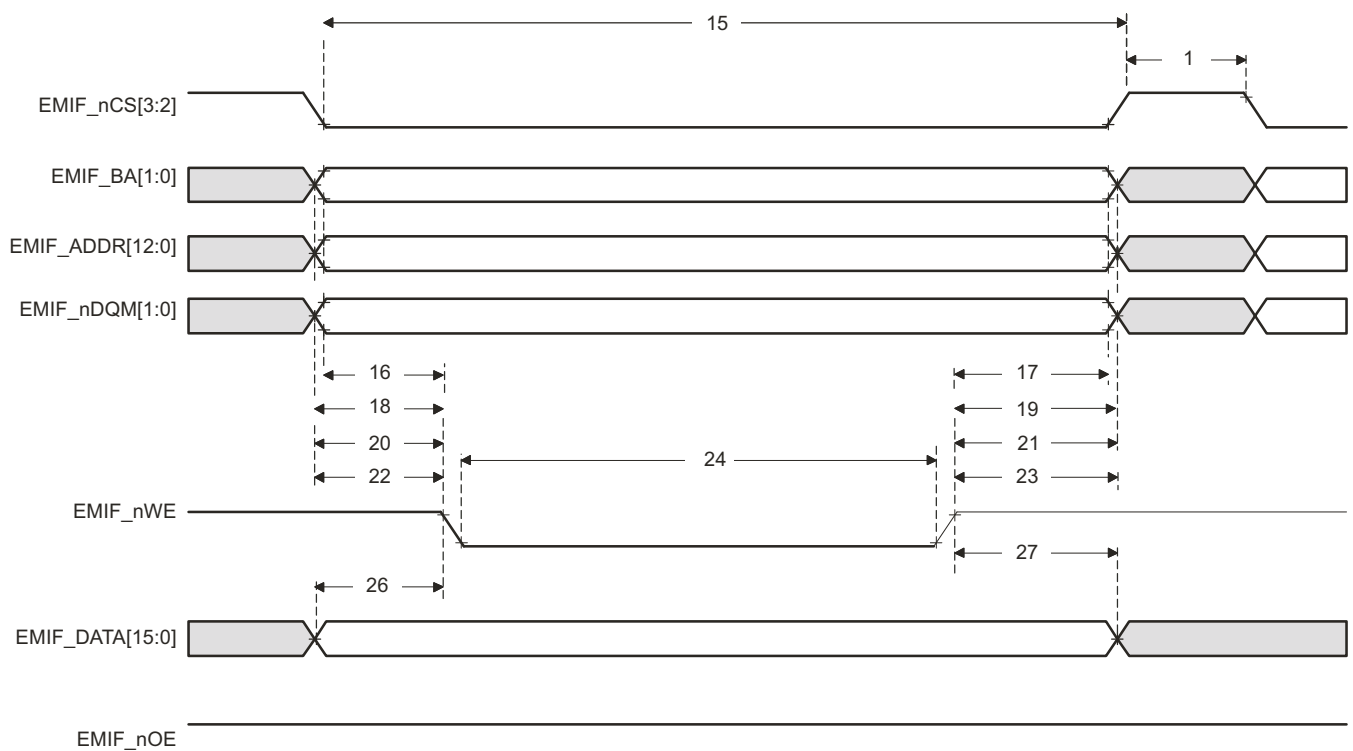 15
1
EMIF_nCS[3:2]
EMIF_BA[1:0]
EMIF_ADDR[12:0]
EMIF_nDQM[1:0]
16
17
18
19
20
21
24
22
23
EMIF_nWE
27
26
EMIF_DATA[15:0]
EMIF_nOE